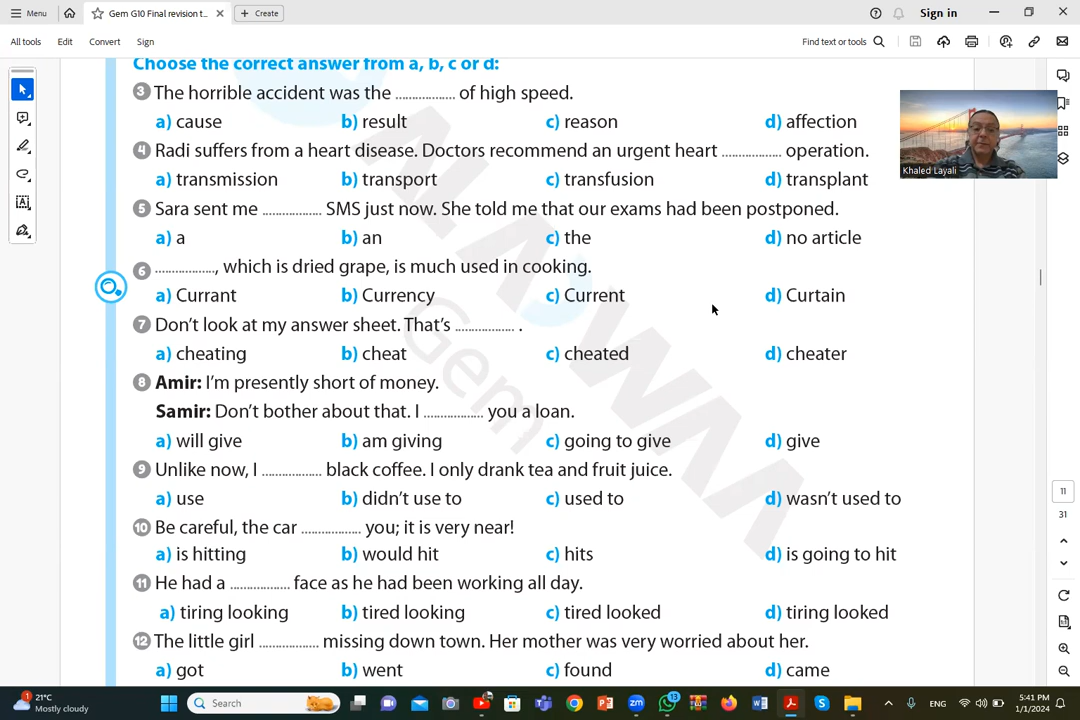 Menu
Gem G10 Final revision t...
Create
Sign in
All tools Edit Convert Sign
Find text or tools
Choose the correct answer from a, b, c or d:
3 The horrible accident was the ................ of high speed.
a) cause b) result c) reason d) affection
4 Radi suffers from a heart disease. Doctors recommend an urgent heart ................ operation.
a) transmission b) transport c) transfusion d) transplant
5 Sara sent me ................ SMS just now. She told me that our exams had been postponed.
a) a b) an c) the d) no article
6 ................, which is dried grape, is much used in cooking.
a) Currant b) Currency c) Current d) Curtain
7 Don't look at my answer sheet. That's ................ .
a) cheating b) cheat c) cheated d) cheater
8 Amir: I'm presently short of money.
Samir: Don't bother about that. I ................ you a loan.
a) will give b) am giving c) going to give d) give
9 Unlike now, I ................ black coffee. I only drank tea and fruit juice.
a) use b) didn't use to c) used to d) wasn't used to
10 Be careful, the car ................ you; it is very near!
a) is hitting b) would hit c) hits d) is going to hit
11 He had a ................ face as he had been working all day.
a) tiring looking b) tired looking c) tired looked d) tiring looked
12 The little girl ................ missing down town. Her mother was very worried about her.
a) got b) went c) found d) came
Khaled Layali
Gem
11
31
1
21°C
Mostly cloudy
Search
13
ENG
5:41 PM
1/1/2024